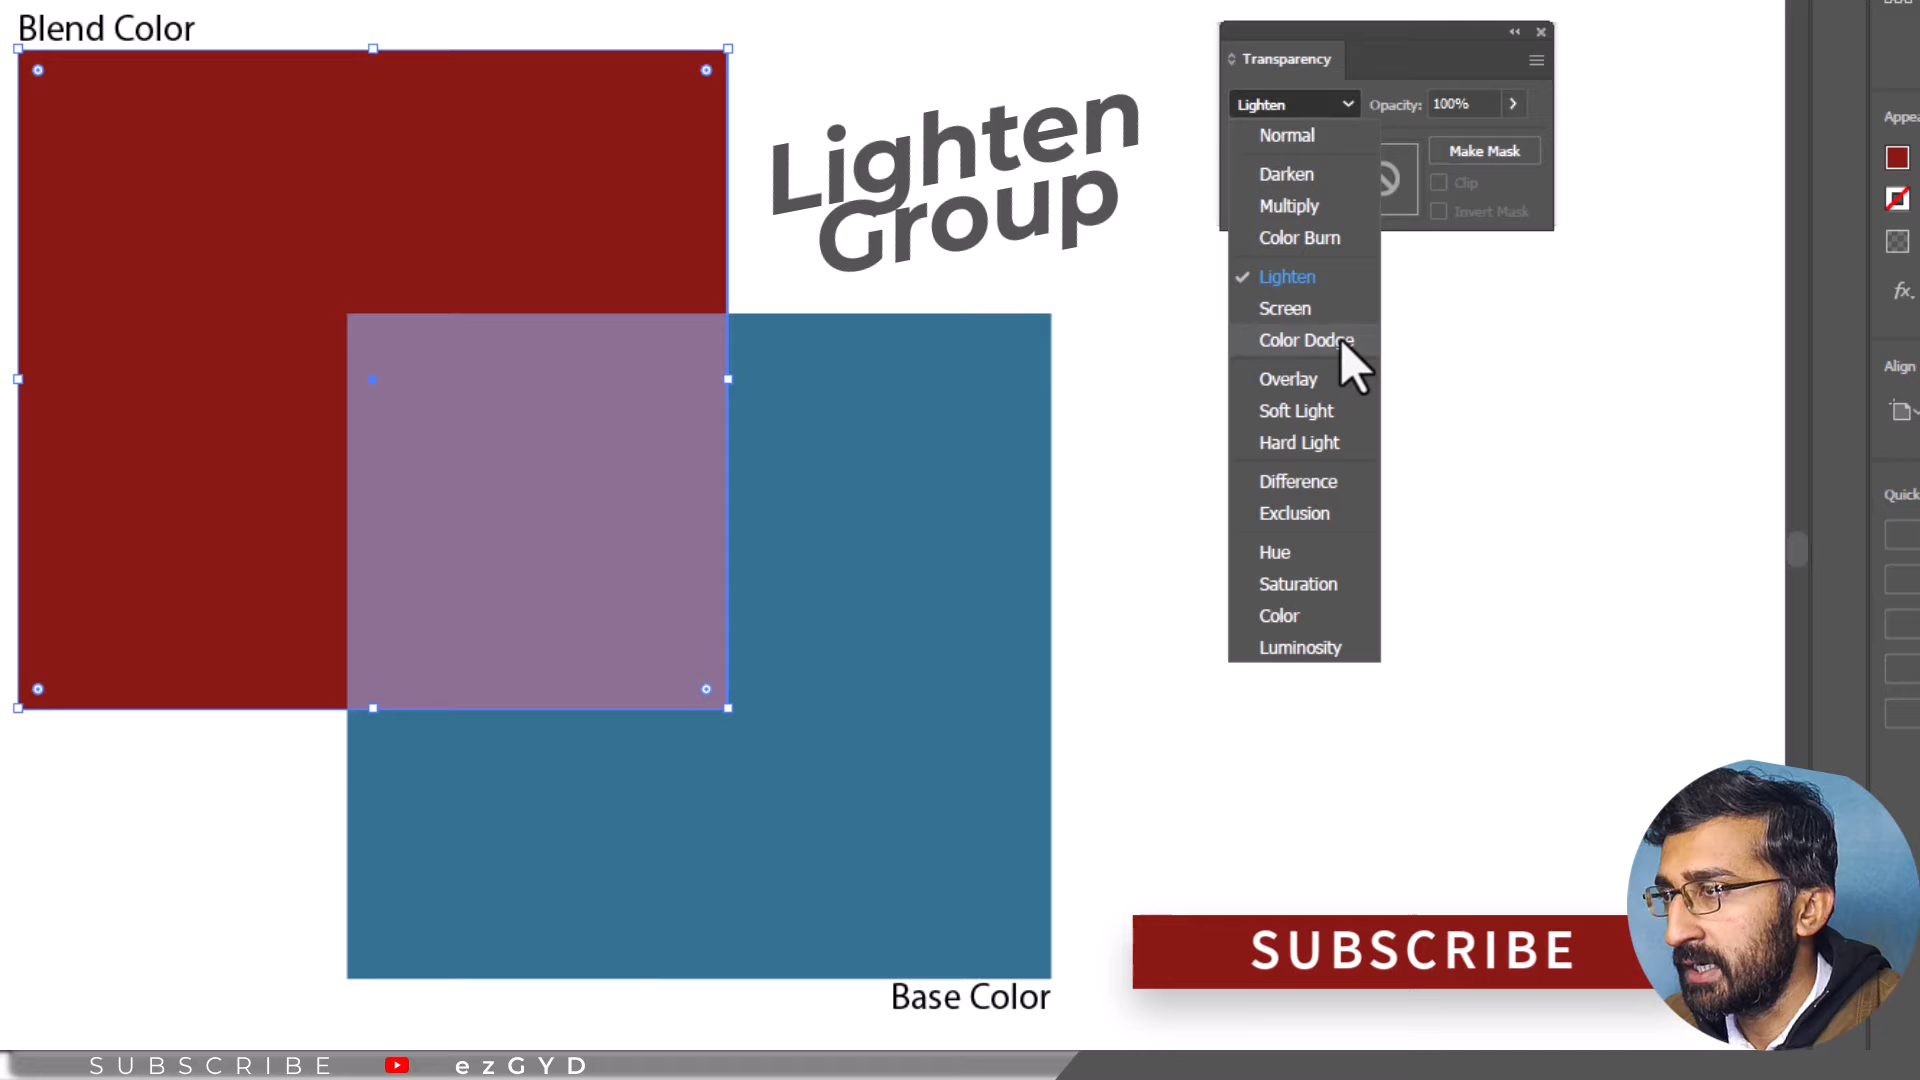 Blend Color
Lighten
Group
Base Color
Transparency
Lighten
Opacity:
100%
Normal
Darken
Multiply
Color Burn
Lighten
Screen
Color Dodge
Overlay
Soft Light
Hard Light
Difference
Exclusion
Hue
Saturation
Color
Luminosity
Make Mask
Clip
Invert Mask
Appea
fx.
Align
Quick
SUBSCRIBE
SUBSCRIBE
ezGYD